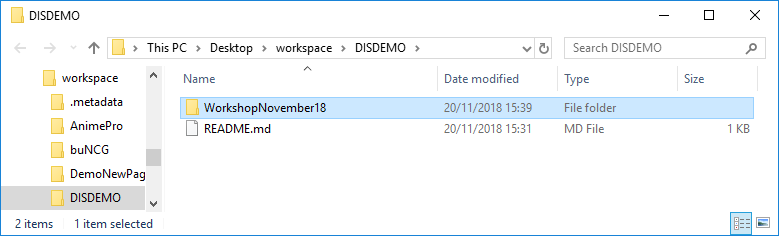 DISDEMO
This PC > Desktop > workspace > DISDEMO >
Search DISDEMO
workspace
.metadata
AnimePro
buNCG
DemoNewPag
DISDEMO
Name Date modified Type Size
WorkshopNovember18 20/11/2018 15:39 File folder
README.md 20/11/2018 15:31 MD File 1 KB
2 items 1 item selected